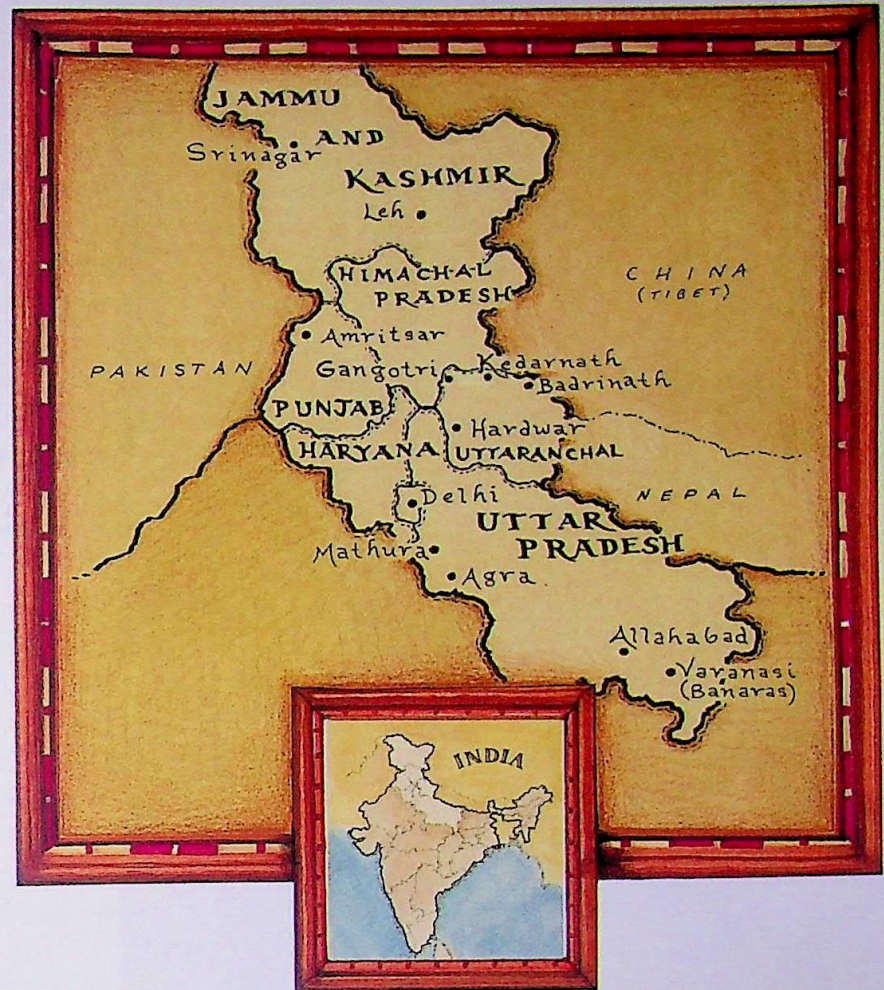 JAMMU
AND
Srinagar
KASHMIR
Leh
HIMACHAL
PRADESH
CHINA
(TIBET)
Amritsar
PAKISTAN
Gangotri
Kedarnath
Badrinath
PUNJAB
Hardwar
HARYANA
UTTARANCHAL
Delhi
NEPAL
UTTAR
PRADESH
Mathura
Agra
Allahabad
Varanasi
(Banaras)
INDIA